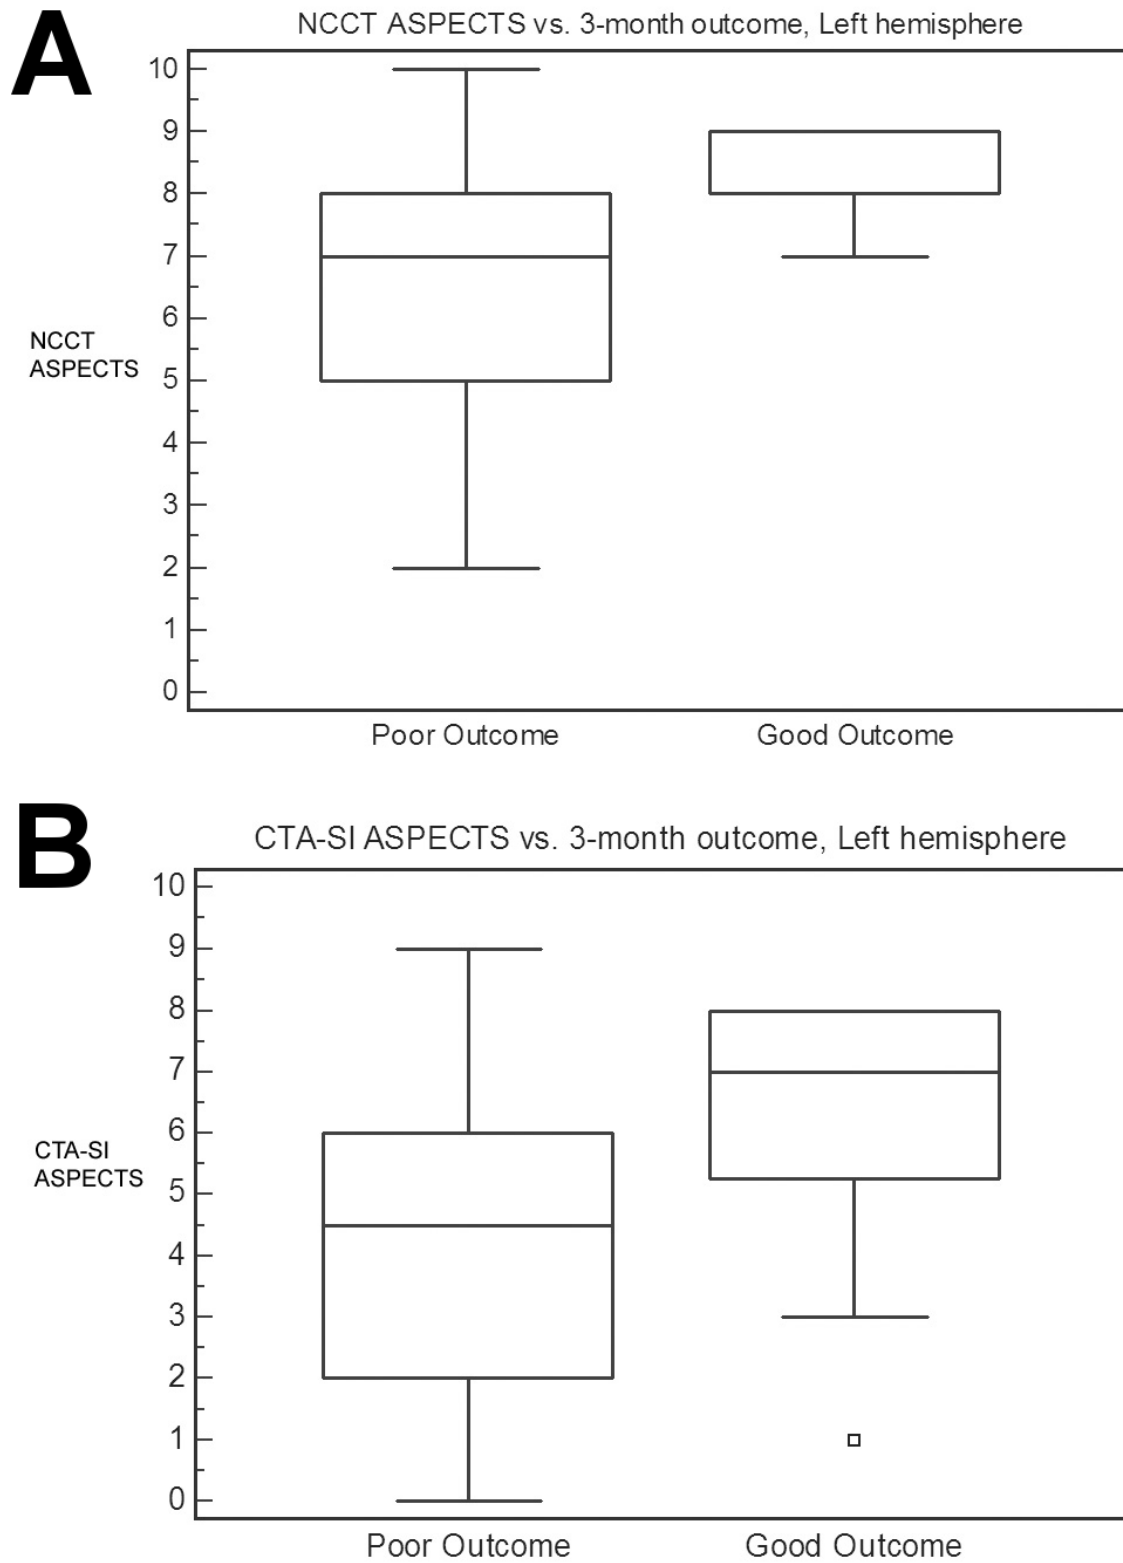 A
NCCT ASPECTS vs. 3-month outcome, Left hemisphere
10
9
8
7
6
NCCT
ASPECTS
5
4
3
2
1
0
Poor Outcome Good Outcome
B
CTA-SI ASPECTS vs. 3-month outcome, Left hemisphere
10
9
8
7
6
CTA-SI
ASPECTS
5
4
3
2
1
0
Poor Outcome Good Outcome